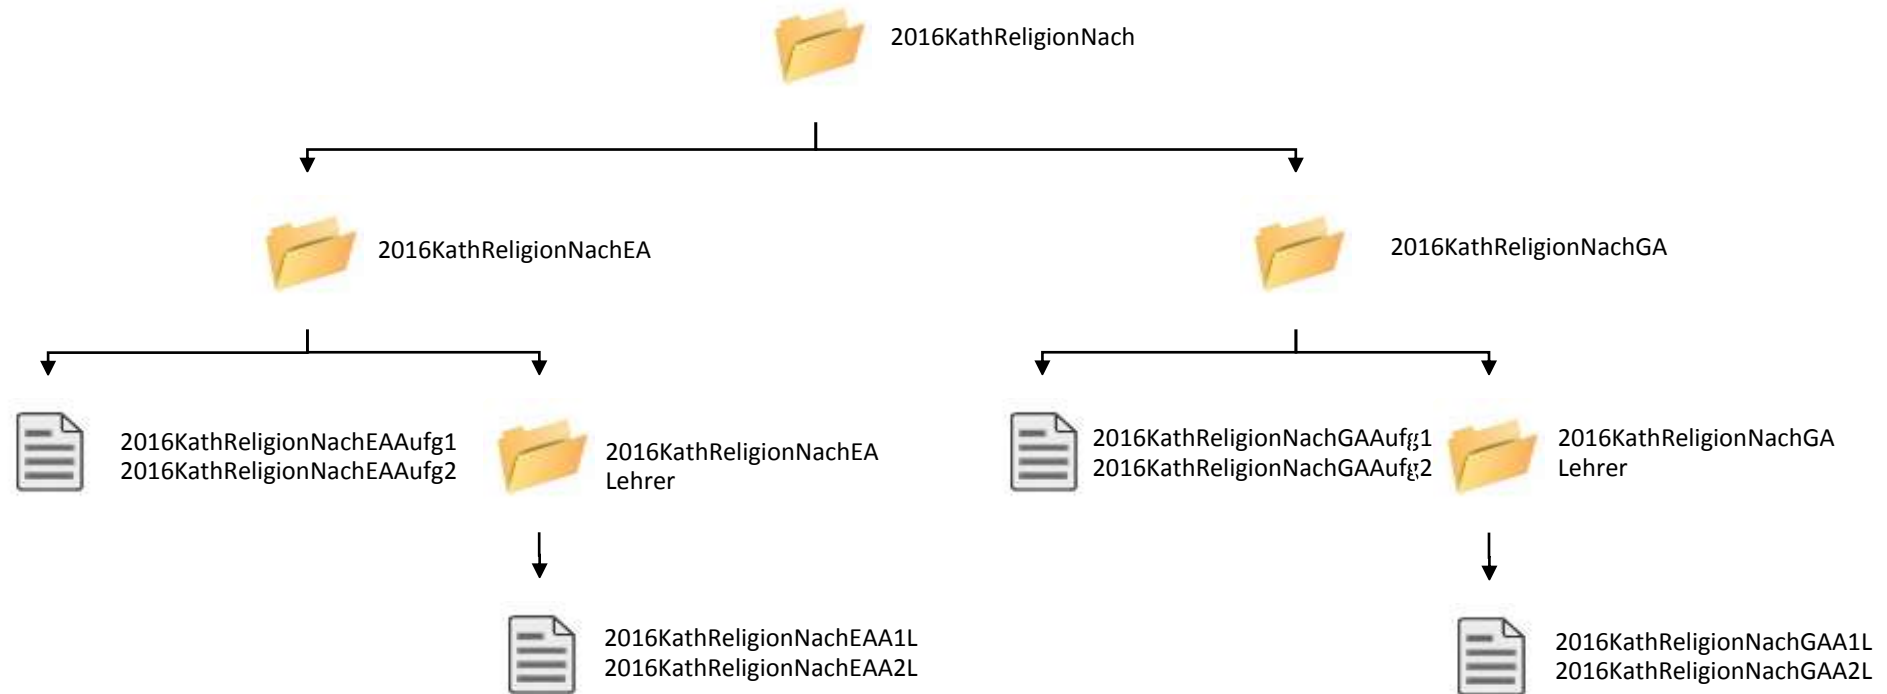 2016KathReligionNach
2016KathReligionNachEA
2016KathReligionNachGA
2016KathReligionNachEAAufg1
2016KathReligionNachEAAufg2
2016KathReligionNachEA
Lehrer
2016KathReligionNachGAAufg1
2016KathReligionNachGAAufg2
2016KathReligionNachGA
Lehrer
2016KathReligionNachEAA1L
2016KathReligionNachEAA2L
2016KathReligionNachGAA1L
2016KathReligionNachGAA2L